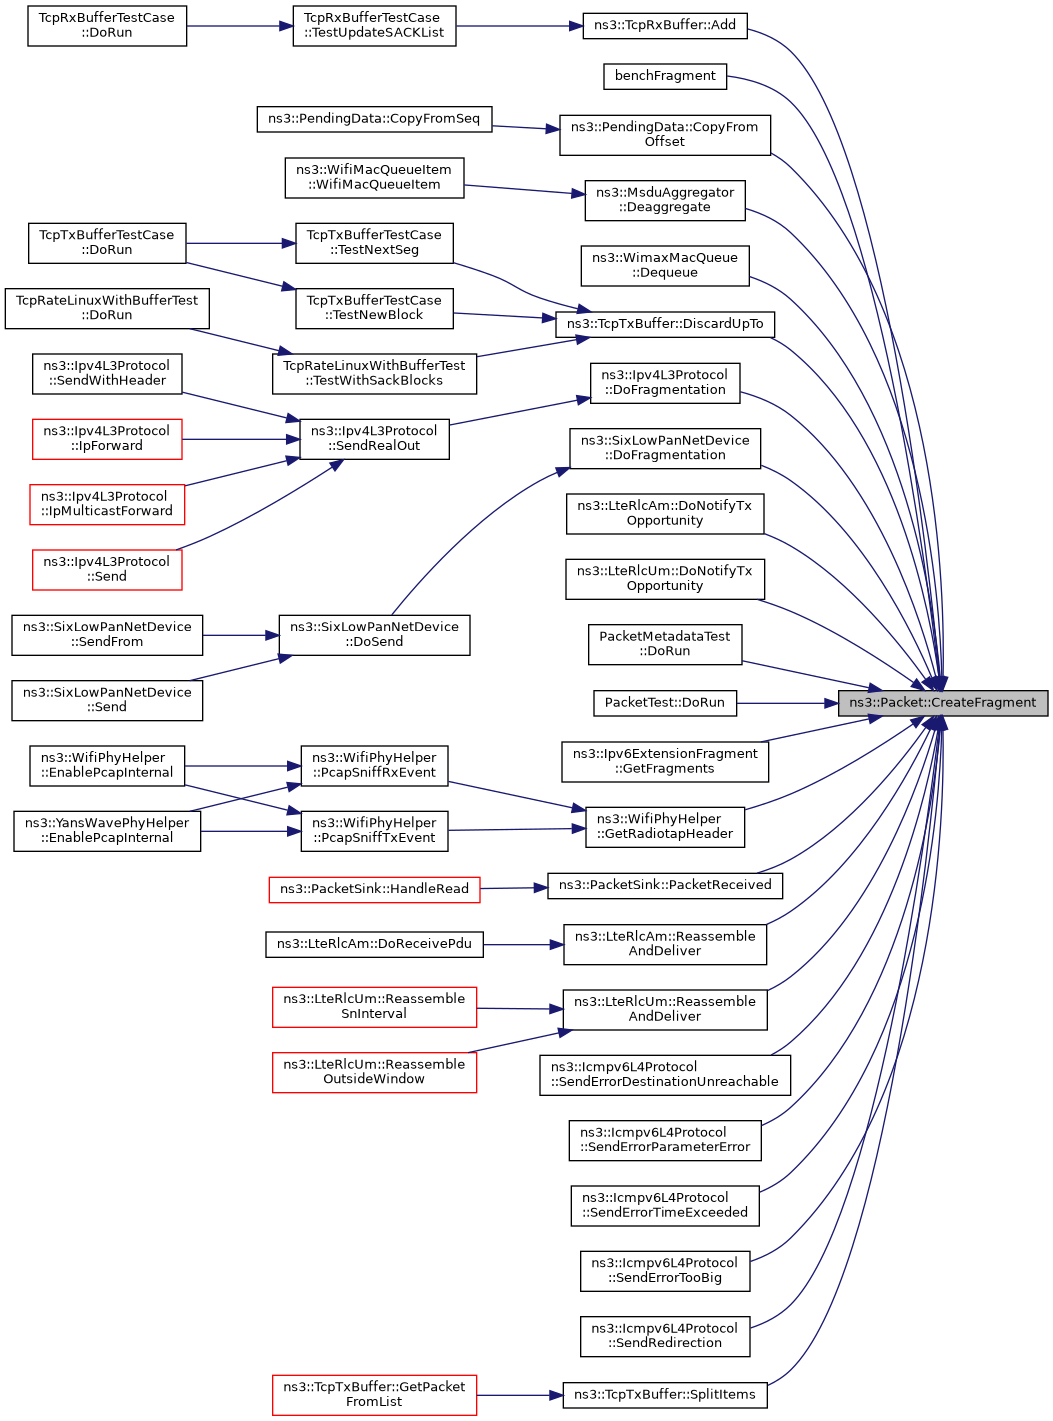 TcpRxBufferTestCase
::DoRun
TcpRxBufferTestCase
::TestUpdateSACKList
ns3::TcpRxBuffer::Add
benchFragment
ns3::PendingData::CopyFromSeq
ns3::PendingData::CopyFrom
Offset
ns3::WifiMacQueueItem
::WifiMacQueueItem
ns3::MsduAggregator
::Deaggregate
TcpTxBufferTestCase
::DoRun
TcpTxBufferTestCase
::TestNextSeg
ns3::WimaxMacQueue
::Dequeue
TcpRateLinuxWithBufferTest
::DoRun
TcpTxBufferTestCase
::TestNewBlock
ns3::TcpTxBuffer::DiscardUpTo
ns3::Ipv4L3Protocol
::SendWithHeader
TcpRateLinuxWithBufferTest
::TestWithSackBlocks
ns3::Ipv4L3Protocol
::DoFragmentation
ns3::Ipv4L3Protocol
::IpForward
ns3::Ipv4L3Protocol
::SendRealOut
ns3::SixLowPanNetDevice
::DoFragmentation
ns3::Ipv4L3Protocol
::IpMulticastForward
ns3::LteRlcAm::DoNotifyTx
Opportunity
ns3::Ipv4L3Protocol
::Send
ns3::LteRlcUm::DoNotifyTx
Opportunity
ns3::SixLowPanNetDevice
::SendFrom
ns3::SixLowPanNetDevice
::DoSend
PacketMetadataTest
::DoRun
ns3::SixLowPanNetDevice
::Send
PacketTest::DoRun
ns3::Packet::CreateFragment
ns3::WifiPhyHelper
::EnablePcapInternal
ns3::WifiPhyHelper
::PcapSniffRxEvent
ns3::Ipv6ExtensionFragment
::GetFragments
ns3::YansWavePhyHelper
::EnablePcapInternal
ns3::WifiPhyHelper
::PcapSniffTxEvent
ns3::WifiPhyHelper
::GetRadiotapHeader
ns3::PacketSink::HandleRead
ns3::PacketSink::PacketReceived
ns3::LteRlcAm::DoReceivePdu
ns3::LteRlcAm::Reassemble
AndDeliver
ns3::LteRlcUm::Reassemble
SnInterval
ns3::LteRlcUm::Reassemble
AndDeliver
ns3::LteRlcUm::Reassemble
OutsideWindow
ns3::Icmpv6L4Protocol
::SendErrorDestinationUnreachable
ns3::Icmpv6L4Protocol
::SendErrorParameterError
ns3::Icmpv6L4Protocol
::SendErrorTimeExceeded
ns3::Icmpv6L4Protocol
::SendErrorTooBig
ns3::Icmpv6L4Protocol
::SendRedirection
ns3::TcpTxBuffer::GetPacket
FromList
ns3::TcpTxBuffer::SplitItems